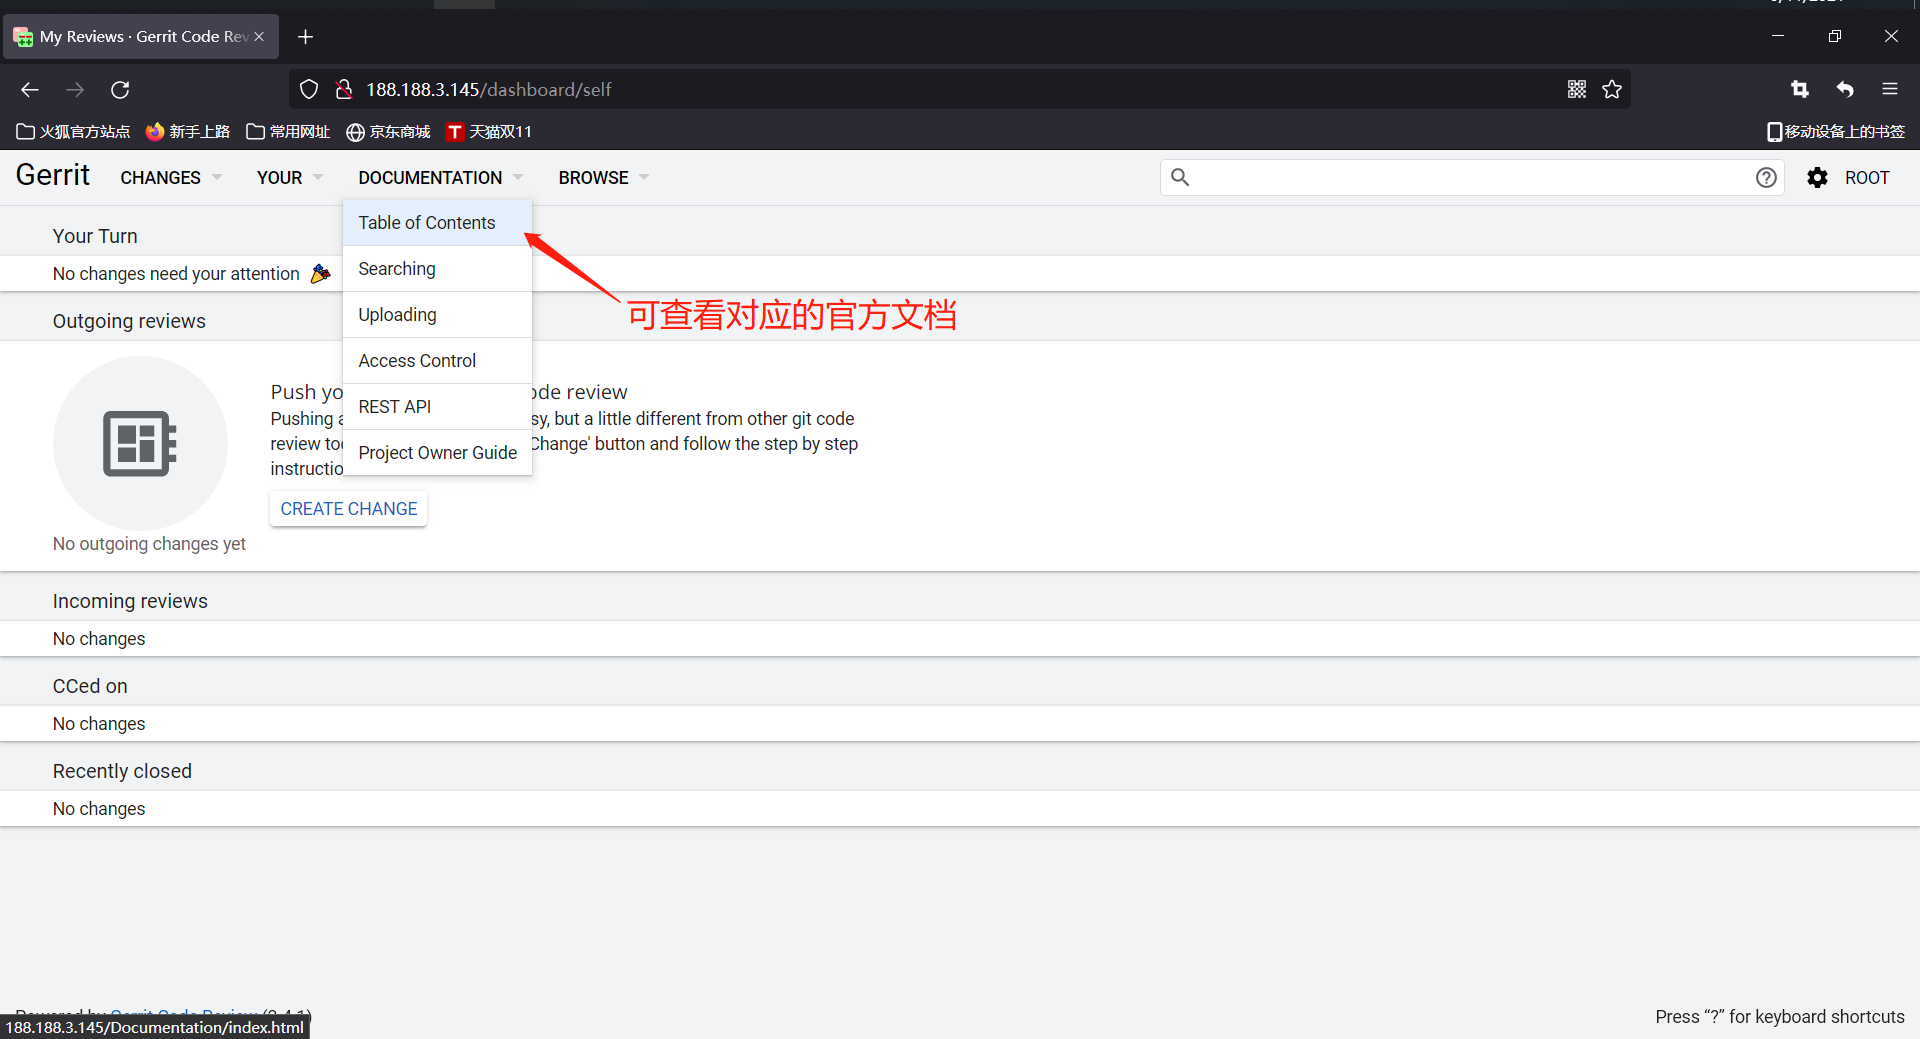 My Reviews · Gerrit Code Rev
188.188.3.145/dashboard/self
火狐官方站点 新手上路 常用网址 京东商城 T 天猫双11 移动设备上的书签
Gerrit CHANGES YOUR DOCUMENTATION BROWSE ROOT
Table of Contents
Searching
Uploading
Access Control
REST API
Project Owner Guide
可查看对应的官方文档
Your Turn
No changes need your attention
Outgoing reviews
Push yo ode review
Pushing a sy, but a little different from other git code
review too Change' button and follow the step by step
instructio
CREATE CHANGE
No outgoing changes yet
Incoming reviews
No changes
CCed on
No changes
Recently closed
No changes
Powered by Gerrit Code Review (3.4.1)
188.188.3.145/Documentation/index.html
Press “?” for keyboard shortcuts